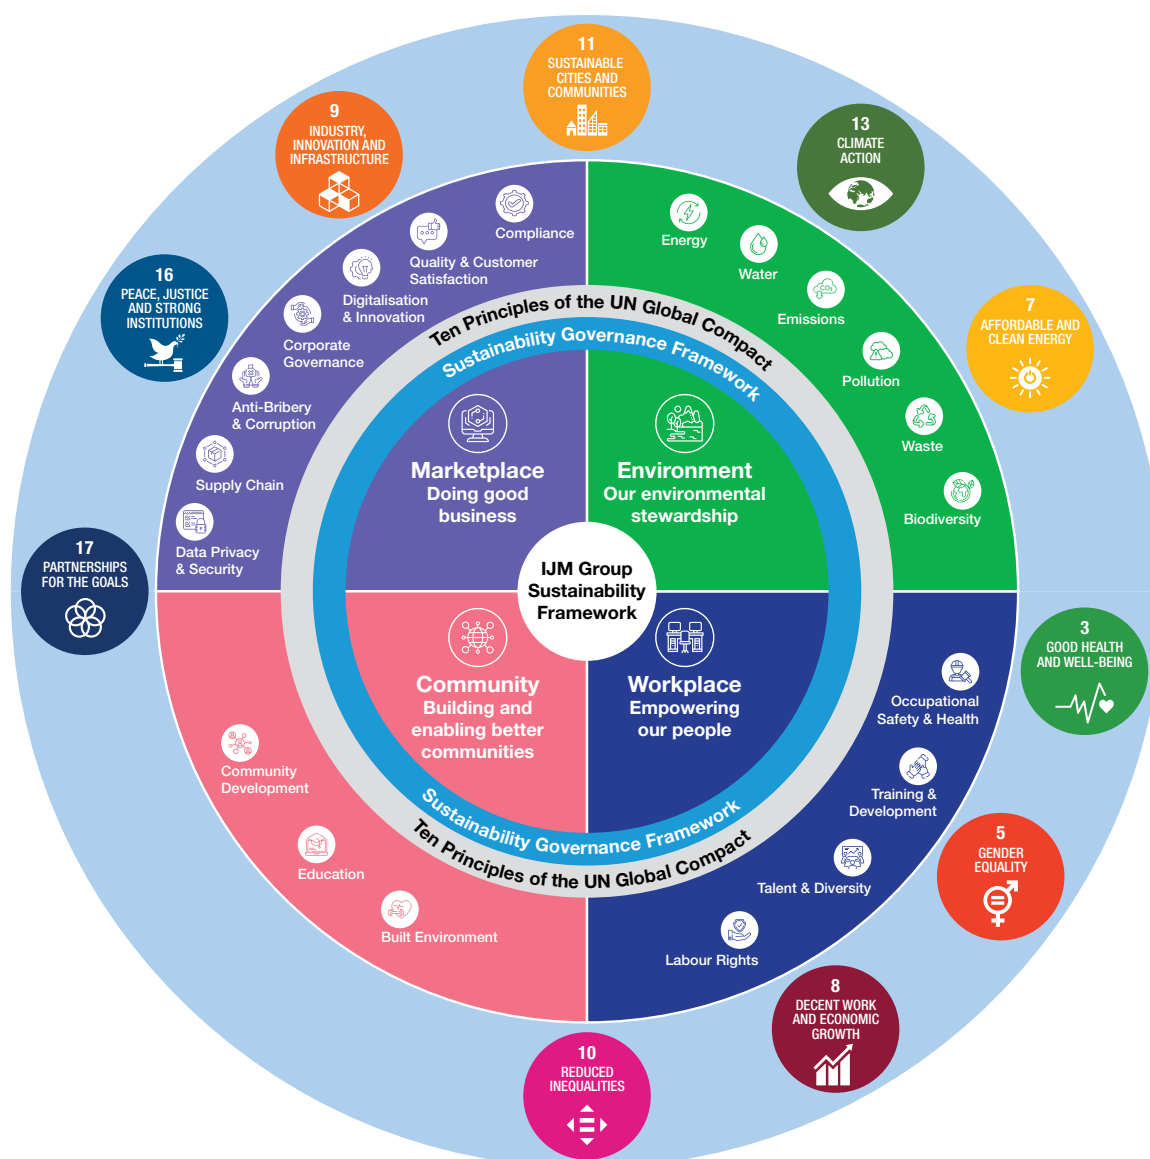 11
SUSTAINABLE
CITIES AND
COMMUNITIES
9
INDUSTRY,
INNOVATION AND
INFRASTRUCTURE
13
CLIMATE
ACTION
16
PEACE, JUSTICE
AND STRONG
INSTITUTIONS
7
AFFORDABLE AND
CLEAN ENERGY
17
PARTNERSHIPS
FOR THE GOALS
3
GOOD HEALTH
AND WELL-BEING
5
GENDER
EQUALITY
8
DECENT WORK
AND ECONOMIC
GROWTH
10
REDUCED
INEQUALITIES
Compliance
Quality & Customer
Satisfaction
Digitalisation
& Innovation
Corporate
Governance
Anti-Bribery
& Corruption
Supply Chain
Data Privacy
& Security
Energy
Water
Emissions
CO₂
Pollution
Waste
Biodiversity
Ten Principles of the UN Global Compact
Sustainability Governance Framework
Marketplace
Doing good
business
Environment
Our environmental
stewardship
IJM Group
Sustainability
Framework
Community
Building and
enabling better
communities
Workplace
Empowering
our people
Sustainability Governance Framework
Ten Principles of the UN Global Compact
Community
Development
Education
Built Environment
Occupational
Safety & Health
Training &
Development
Talent & Diversity
Labour Rights